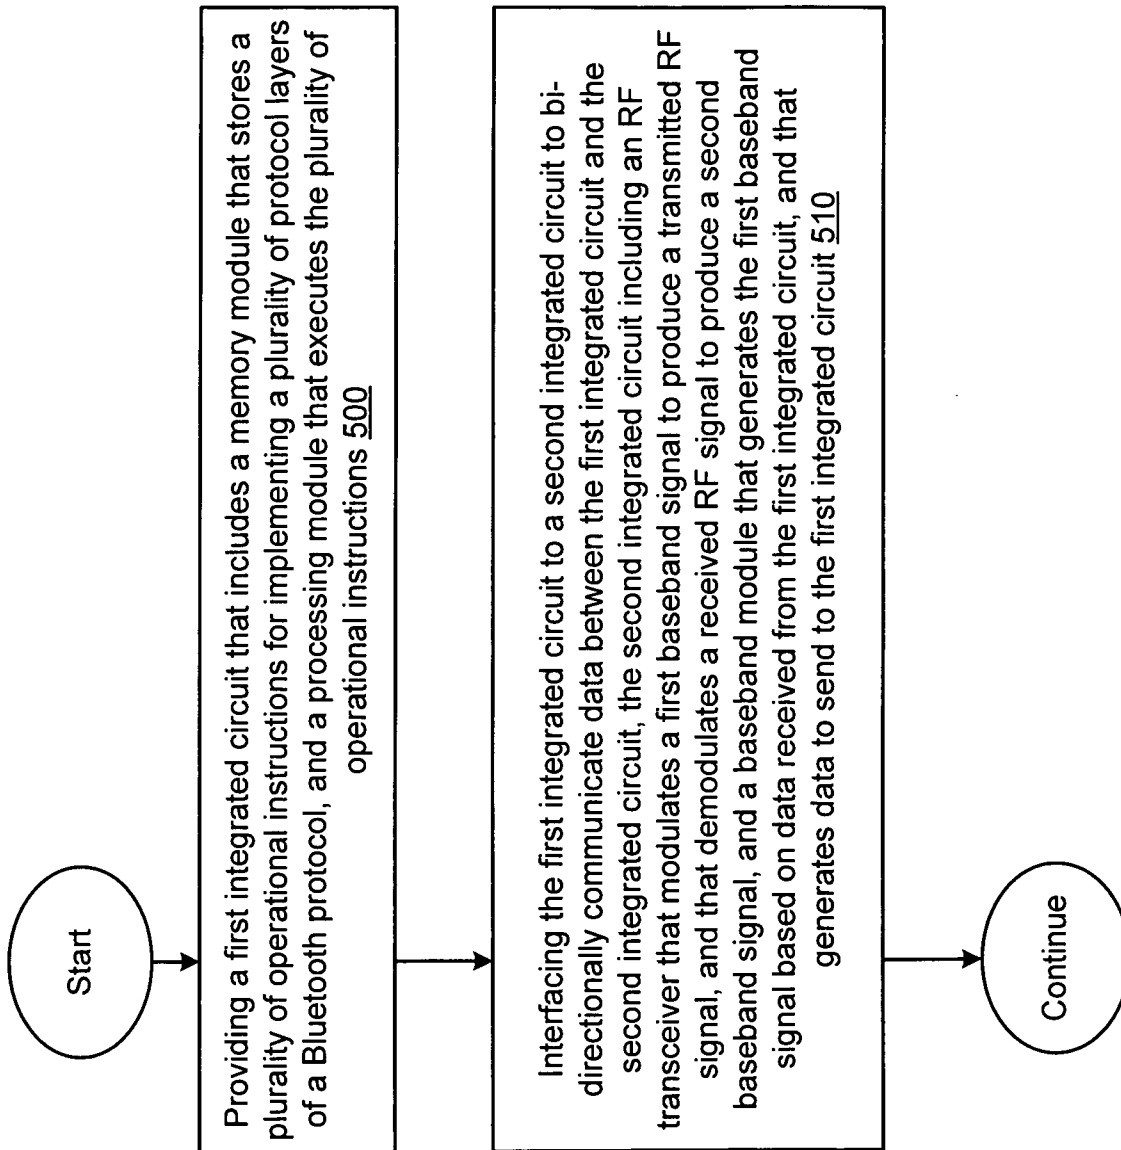 Start
Providing a first integrated circuit that includes a memory module that stores a
plurality of operational instructions for implementing a plurality of protocol layers
of a Bluetooth protocol, and a processing module that executes the plurality of
operational instructions 500
Interfacing the first integrated circuit to a second integrated circuit to bi-
directionally communicate data between the first integrated circuit and the
second integrated circuit, the second integrated circuit including an RF
transceiver that modulates a first baseband signal to produce a transmitted RF
signal, and that demodulates a received RF signal to produce a second
baseband signal, and a baseband module that generates the first baseband
signal based on data received from the first integrated circuit, and that
generates data to send to the first integrated circuit 510
Continue